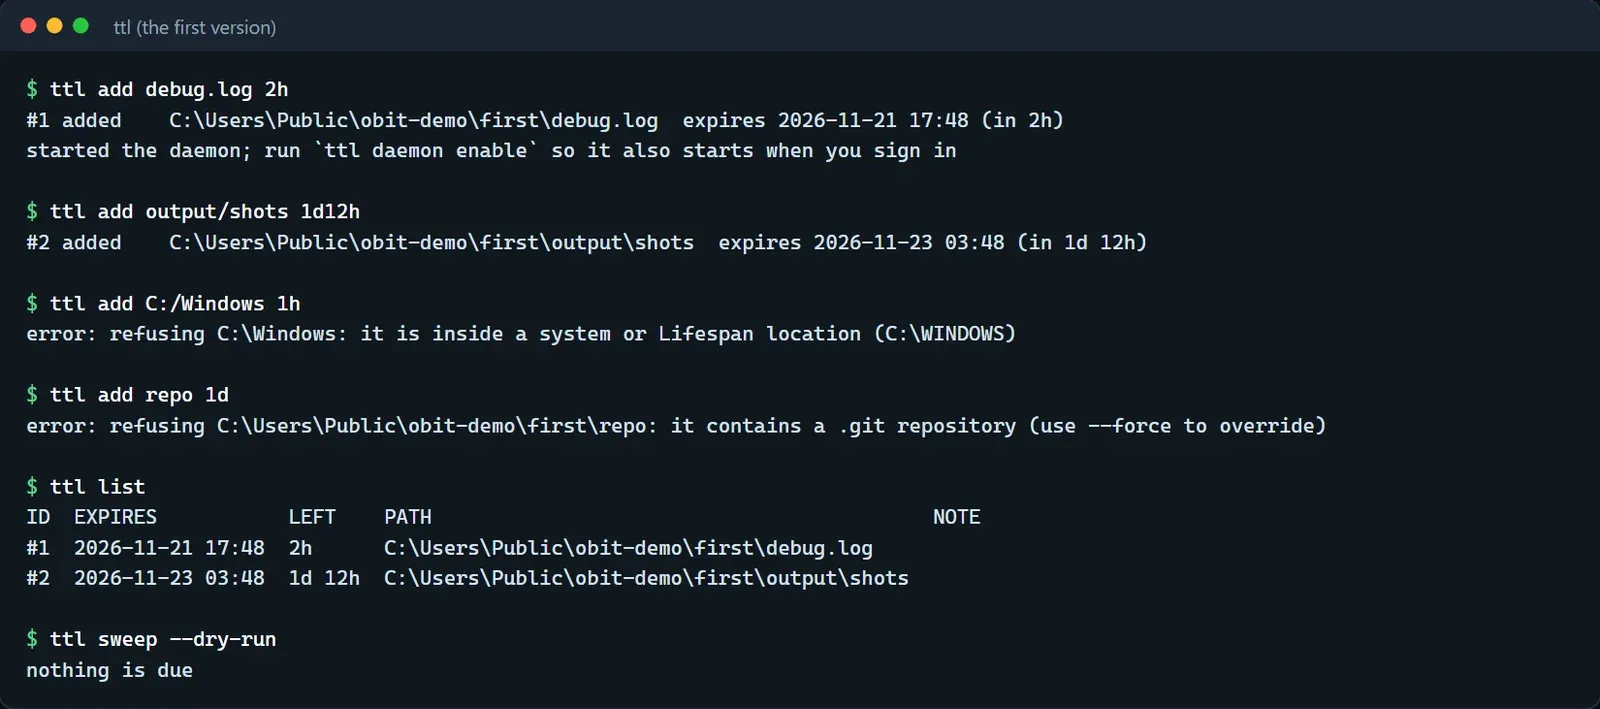 ttl (the first version)
$ ttl add debug.log 2h
#1 added    C:\Users\Public\obit-demo\first\debug.log  expires 2026-11-21 17:48 (in 2h)
started the daemon; run `ttl daemon enable` so it also starts when you sign in
$ ttl add output/shots 1d12h
#2 added    C:\Users\Public\obit-demo\first\output\shots  expires 2026-11-23 03:48 (in 1d 12h)
$ ttl add C:/Windows 1h
error: refusing C:\Windows: it is inside a system or Lifespan location (C:\WINDOWS)
$ ttl add repo 1d
error: refusing C:\Users\Public\obit-demo\first\repo: it contains a .git repository (use --force to override)
$ ttl list
ID  EXPIRES           LEFT    PATH                                          NOTE
#1  2026-11-21 17:48  2h      C:\Users\Public\obit-demo\first\debug.log
#2  2026-11-23 03:48  1d 12h  C:\Users\Public\obit-demo\first\output\shots
$ ttl sweep --dry-run
nothing is due